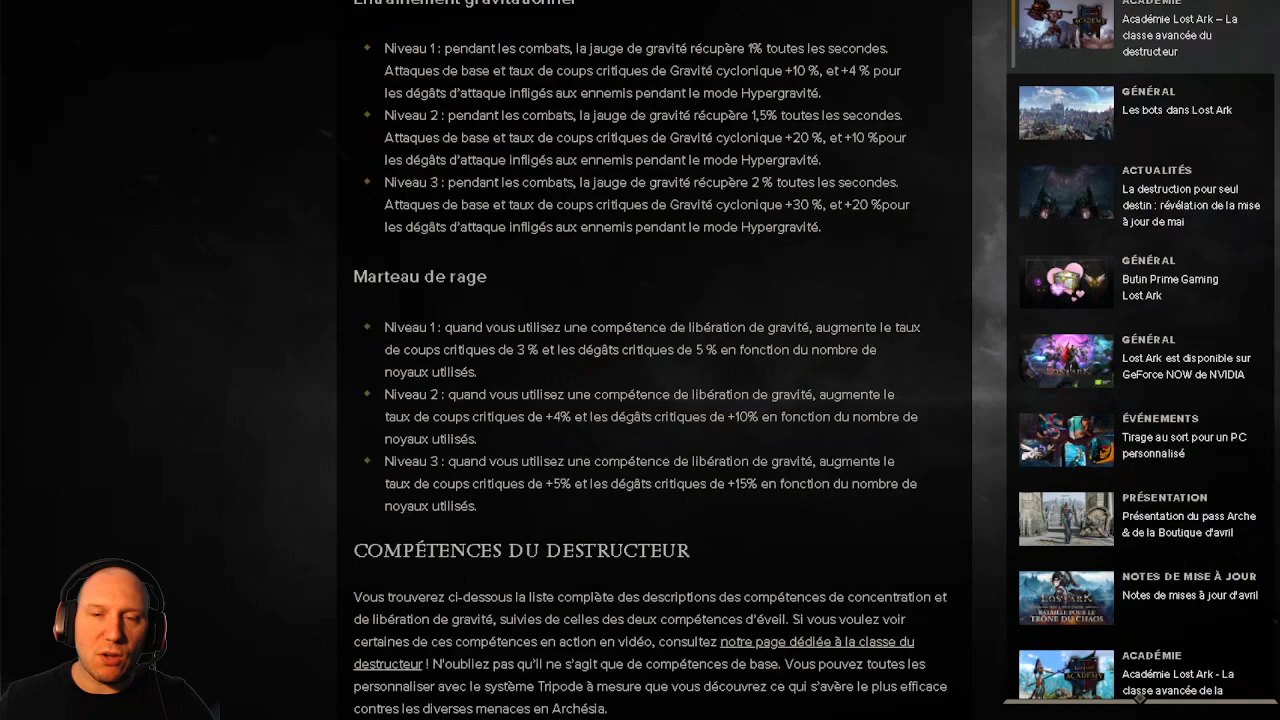 Entraînement gravitationnel
Niveau 1 : pendant les combats, la jauge de gravité récupère 1% toutes les secondes.
Attaques de base et taux de coups critiques de Gravité cyclonique +10 %, et +4 % pour
les dégâts d'attaque infligés aux ennemis pendant le mode Hypergravité.
Niveau 2 : pendant les combats, la jauge de gravité récupère 1,5% toutes les secondes.
Attaques de base et taux de coups critiques de Gravité cyclonique +20 %, et +10 %pour
les dégâts d'attaque infligés aux ennemis pendant le mode Hypergravité.
Niveau 3 : pendant les combats, la jauge de gravité récupère 2 % toutes les secondes.
Attaques de base et taux de coups critiques de Gravité cyclonique +30 %, et +20 %pour
les dégâts d'attaque infligés aux ennemis pendant le mode Hypergravité.
Marteau de rage
Niveau 1 : quand vous utilisez une compétence de libération de gravité, augmente le taux
de coups critiques de 3 % et les dégâts critiques de 5 % en fonction du nombre de
noyaux utilisés.
Niveau 2 : quand vous utilisez une compétence de libération de gravité, augmente le
taux de coups critiques de +4% et les dégâts critiques de +10% en fonction du nombre de
noyaux utilisés.
Niveau 3 : quand vous utilisez une compétence de libération de gravité, augmente le
taux de coups critiques de +5% et les dégâts critiques de +15% en fonction du nombre de
noyaux utilisés.
COMPÉTENCES DU DESTRUCTEUR
Vous trouverez ci-dessous la liste complète des descriptions des compétences de concentration et
de libération de gravité, suivies de celles des deux compétences d'éveil. Si vous voulez voir
certaines de ces compétences en action en vidéo, consultez notre page dédiée à la classe du
destructeur ! N'oubliez pas qu'il ne s'agit que de compétences de base. Vous pouvez toutes les
personnaliser avec le système Tripode à mesure que vous découvrez ce qui s'avère le plus efficace
contre les diverses menaces en Archésia.
ACADÉMIE
Académie Lost Ark – La
classe avancée du
destructeur
GÉNÉRAL
Les bots dans Lost Ark
ACTUALITÉS
La destruction pour seul
destin : révélation de la mise
à jour de mai
GÉNÉRAL
Butin Prime Gaming
Lost Ark
GÉNÉRAL
Lost Ark est disponible sur
GeForce NOW de NVIDIA
ÉVÉNEMENTS
Tirage au sort pour un PC
personnalisé
PRÉSENTATION
Présentation du pass Arche
& de la Boutique d'avril
NOTES DE MISE À JOUR
Notes de mises à jour d'avril
ACADÉMIE
Académie Lost Ark - La
classe avancée de la